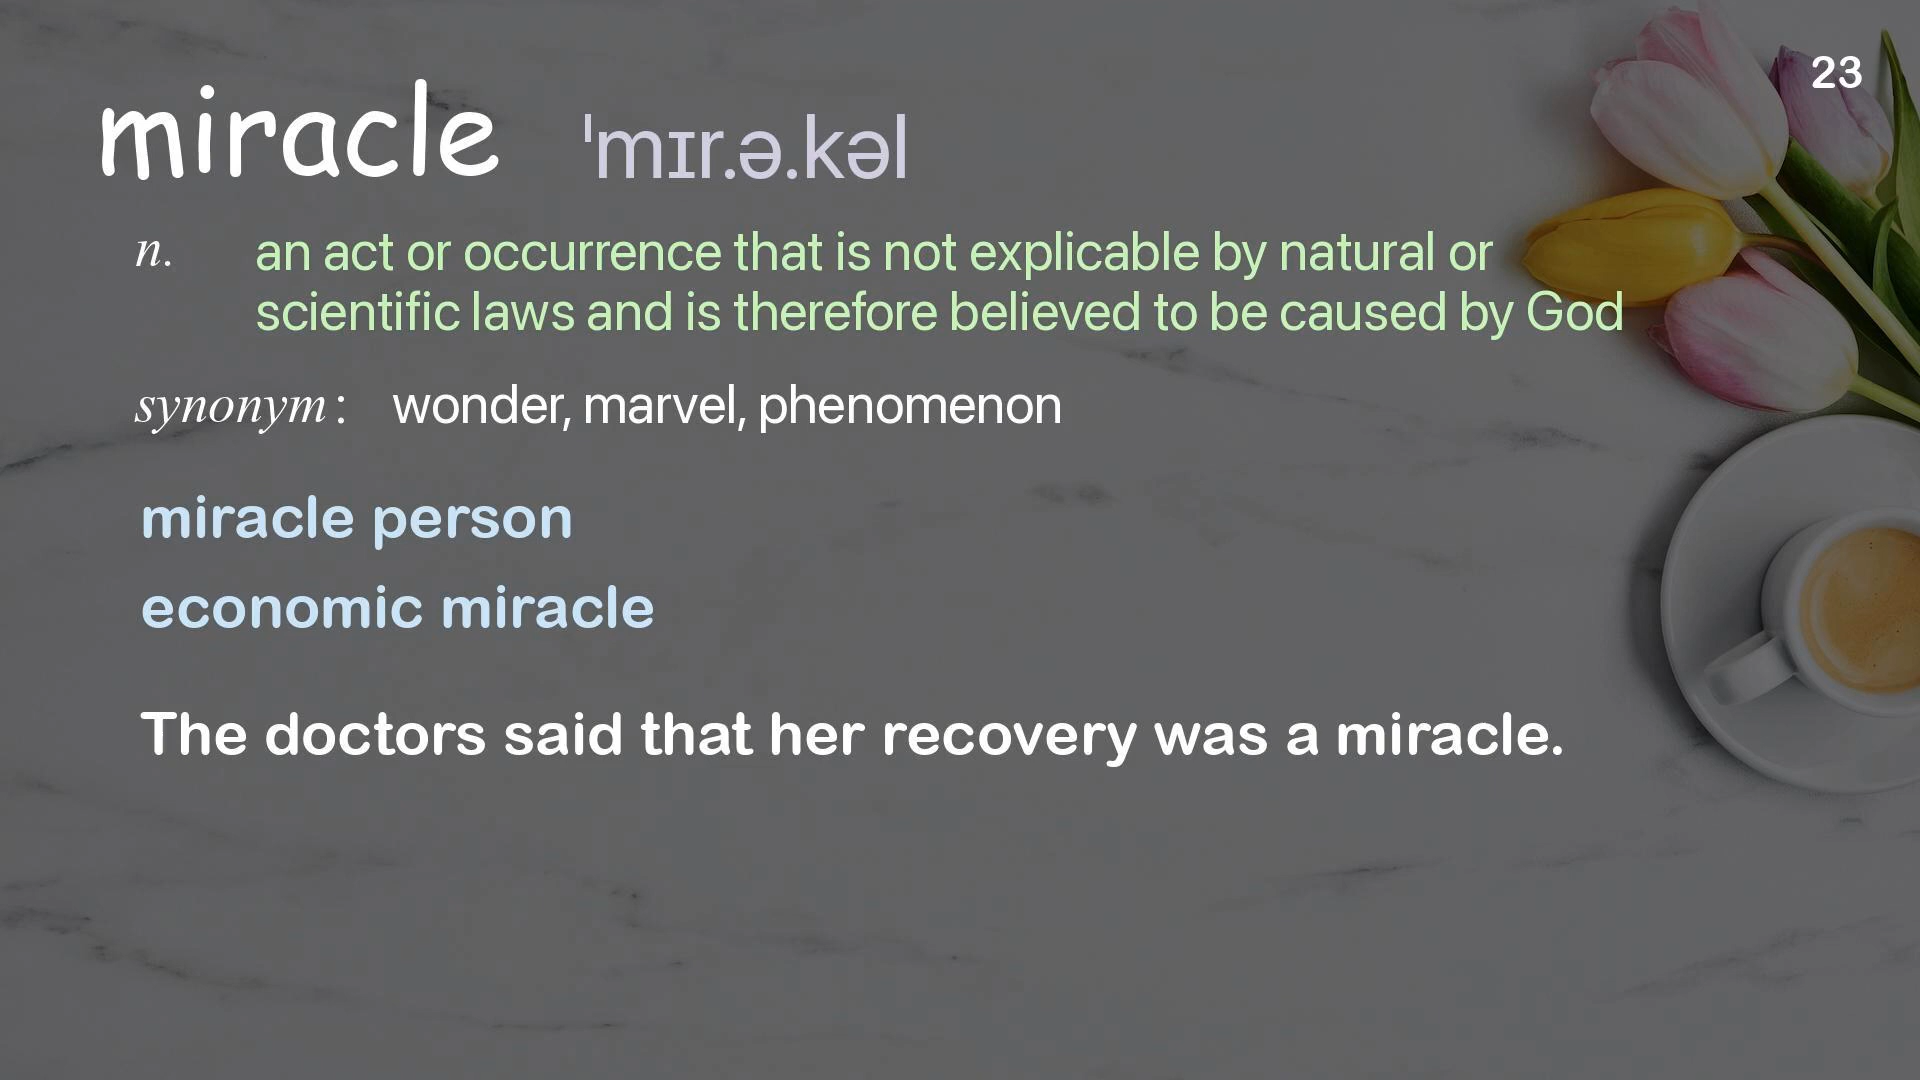 23
miracle ˈmɪr.ə.kəl
n. an act or occurrence that is not explicable by natural or
scientific laws and is therefore believed to be caused by God
synonym: wonder, marvel, phenomenon
miracle person
economic miracle
The doctors said that her recovery was a miracle.